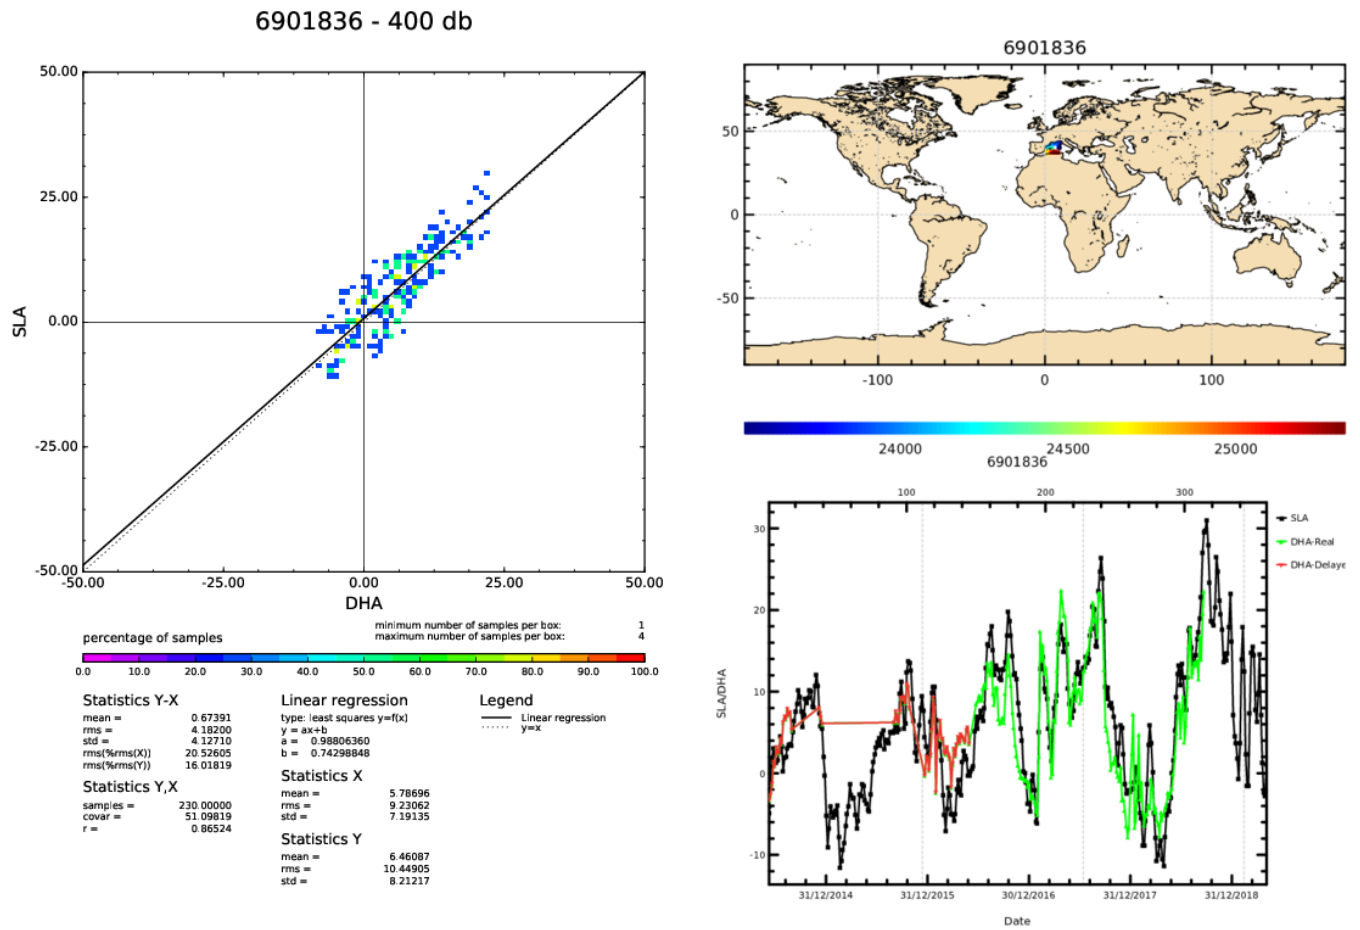 6901836 - 400 db
50.00
25.00
0.00
-25.00
-50.00
SLA
-50.00
-25.00
0.00
25.00
50.00
DHA
minimum number of samples per box: 1
maximum number of samples per box: 4
percentage of samples
0.0 10.0 20.0 30.0 40.0 50.0 60.0 70.0 80.0 90.0 100.0
Statistics Y-X
mean = 0.67391
rms = 4.18200
std = 4.12710
rms(%rms(X)) 20.52605
rms(%rms(Y)) 16.01819
Statistics Y,X
samples = 230.00000
covar = 51.09819
r = 0.86524
Linear regression
type: least squares y=f(x)
y = ax+b
a = 0.98806360
b = 0.74298848
Statistics X
mean = 5.78696
rms = 9.23062
std = 7.19135
Statistics Y
mean = 6.46087
rms = 10.44905
std = 8.21217
Legend
Linear regression
y=x
6901836
50
0
-50
-100
0
100
24000
24500
25000
6901836
100
200
300
30
20
10
0
-10
SLA/DHA
SLA
DHA-Real
DHA-Delaye
31/12/2014
31/12/2015
30/12/2016
31/12/2017
31/12/2018
Date